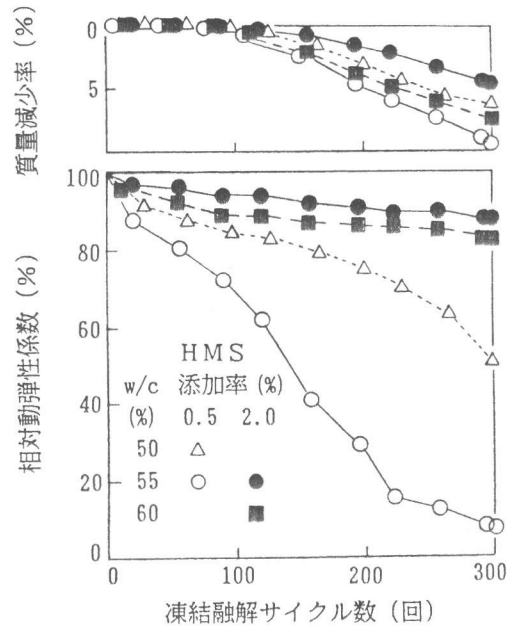 質量減少率（%）
0
5
相対動弾性係数（%）
100
80
60
40
20
0
HMS
w/c 添加率（%）
(%) 0.5 2.0
50 △
55 ○ ●
60 ■
0 100 200 300
凍結融解サイクル数（回）